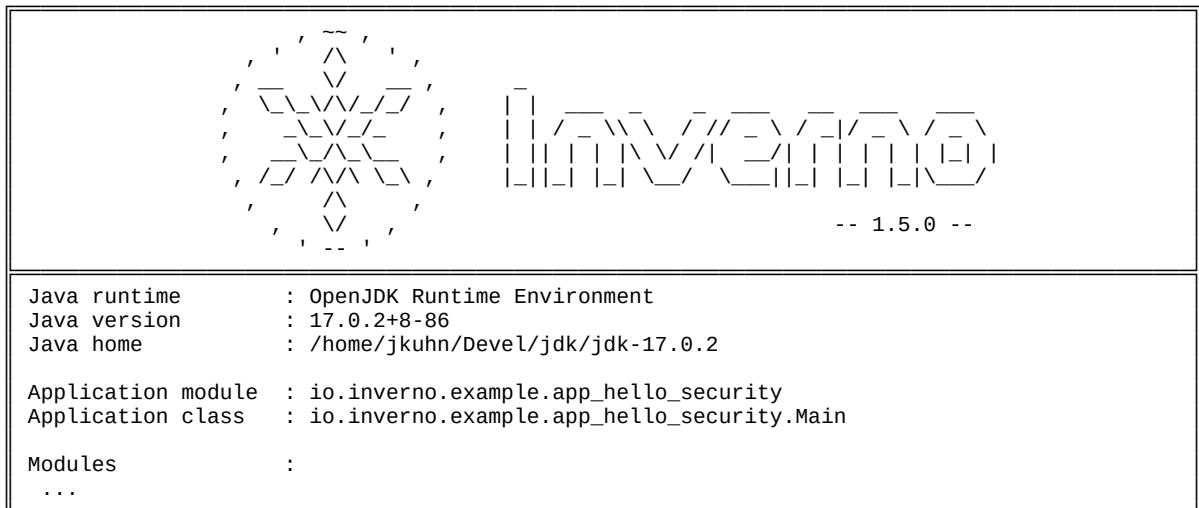 Inverno
-- 1.5.0 --
Java runtime : OpenJDK Runtime Environment
Java version : 17.0.2+8-86
Java home : /home/jkuhn/Devel/jdk/jdk-17.0.2
Application module : io.inverno.example.app_hello_security
Application class : io.inverno.example.app_hello_security.Main
Modules :
...